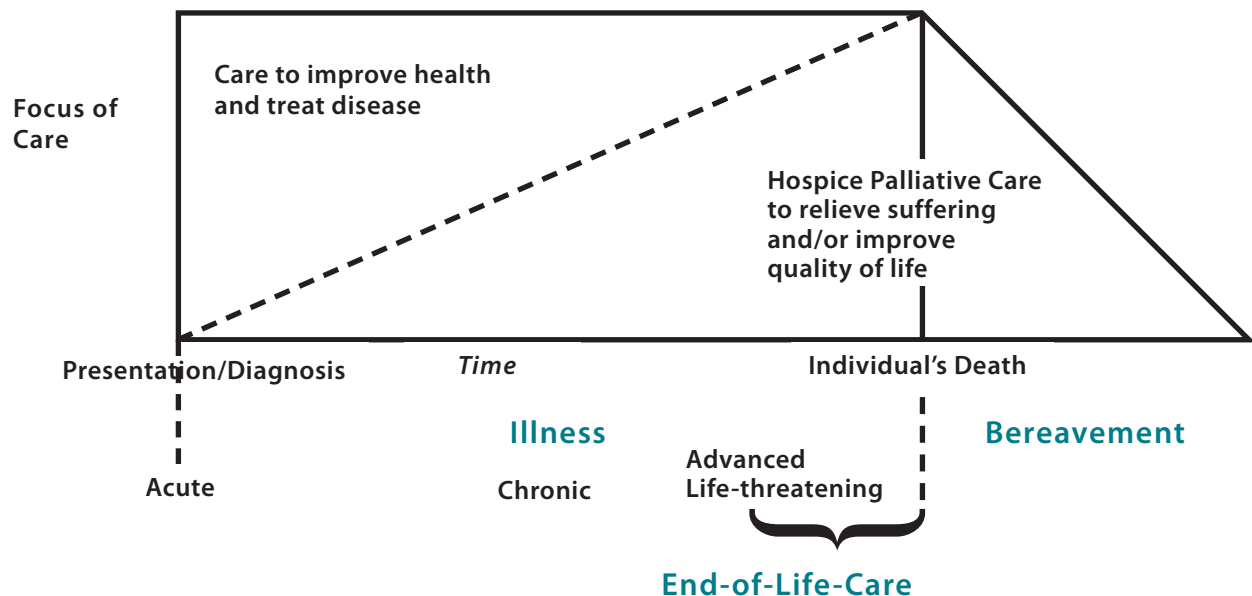 Care to improve health
and treat disease
Focus of
Care
Hospice Palliative Care
to relieve suffering
and/or improve
quality of life
Presentation/Diagnosis
Time
Individual’s Death
Illness
Bereavement
Acute
Chronic
Advanced
Life-threatening
End-of-Life-Care